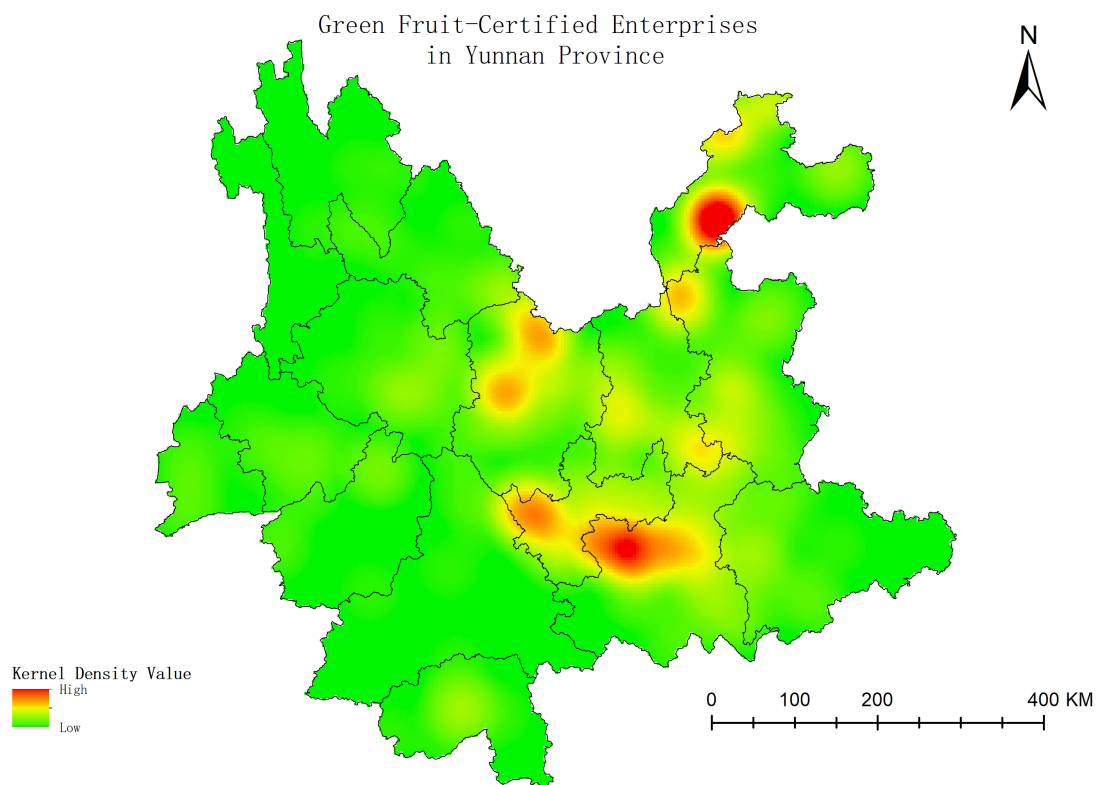 Green Fruit-Certified Enterprises
in Yunnan Province
N
Kernel Density Value
High
Low
0 100 200 400 KM